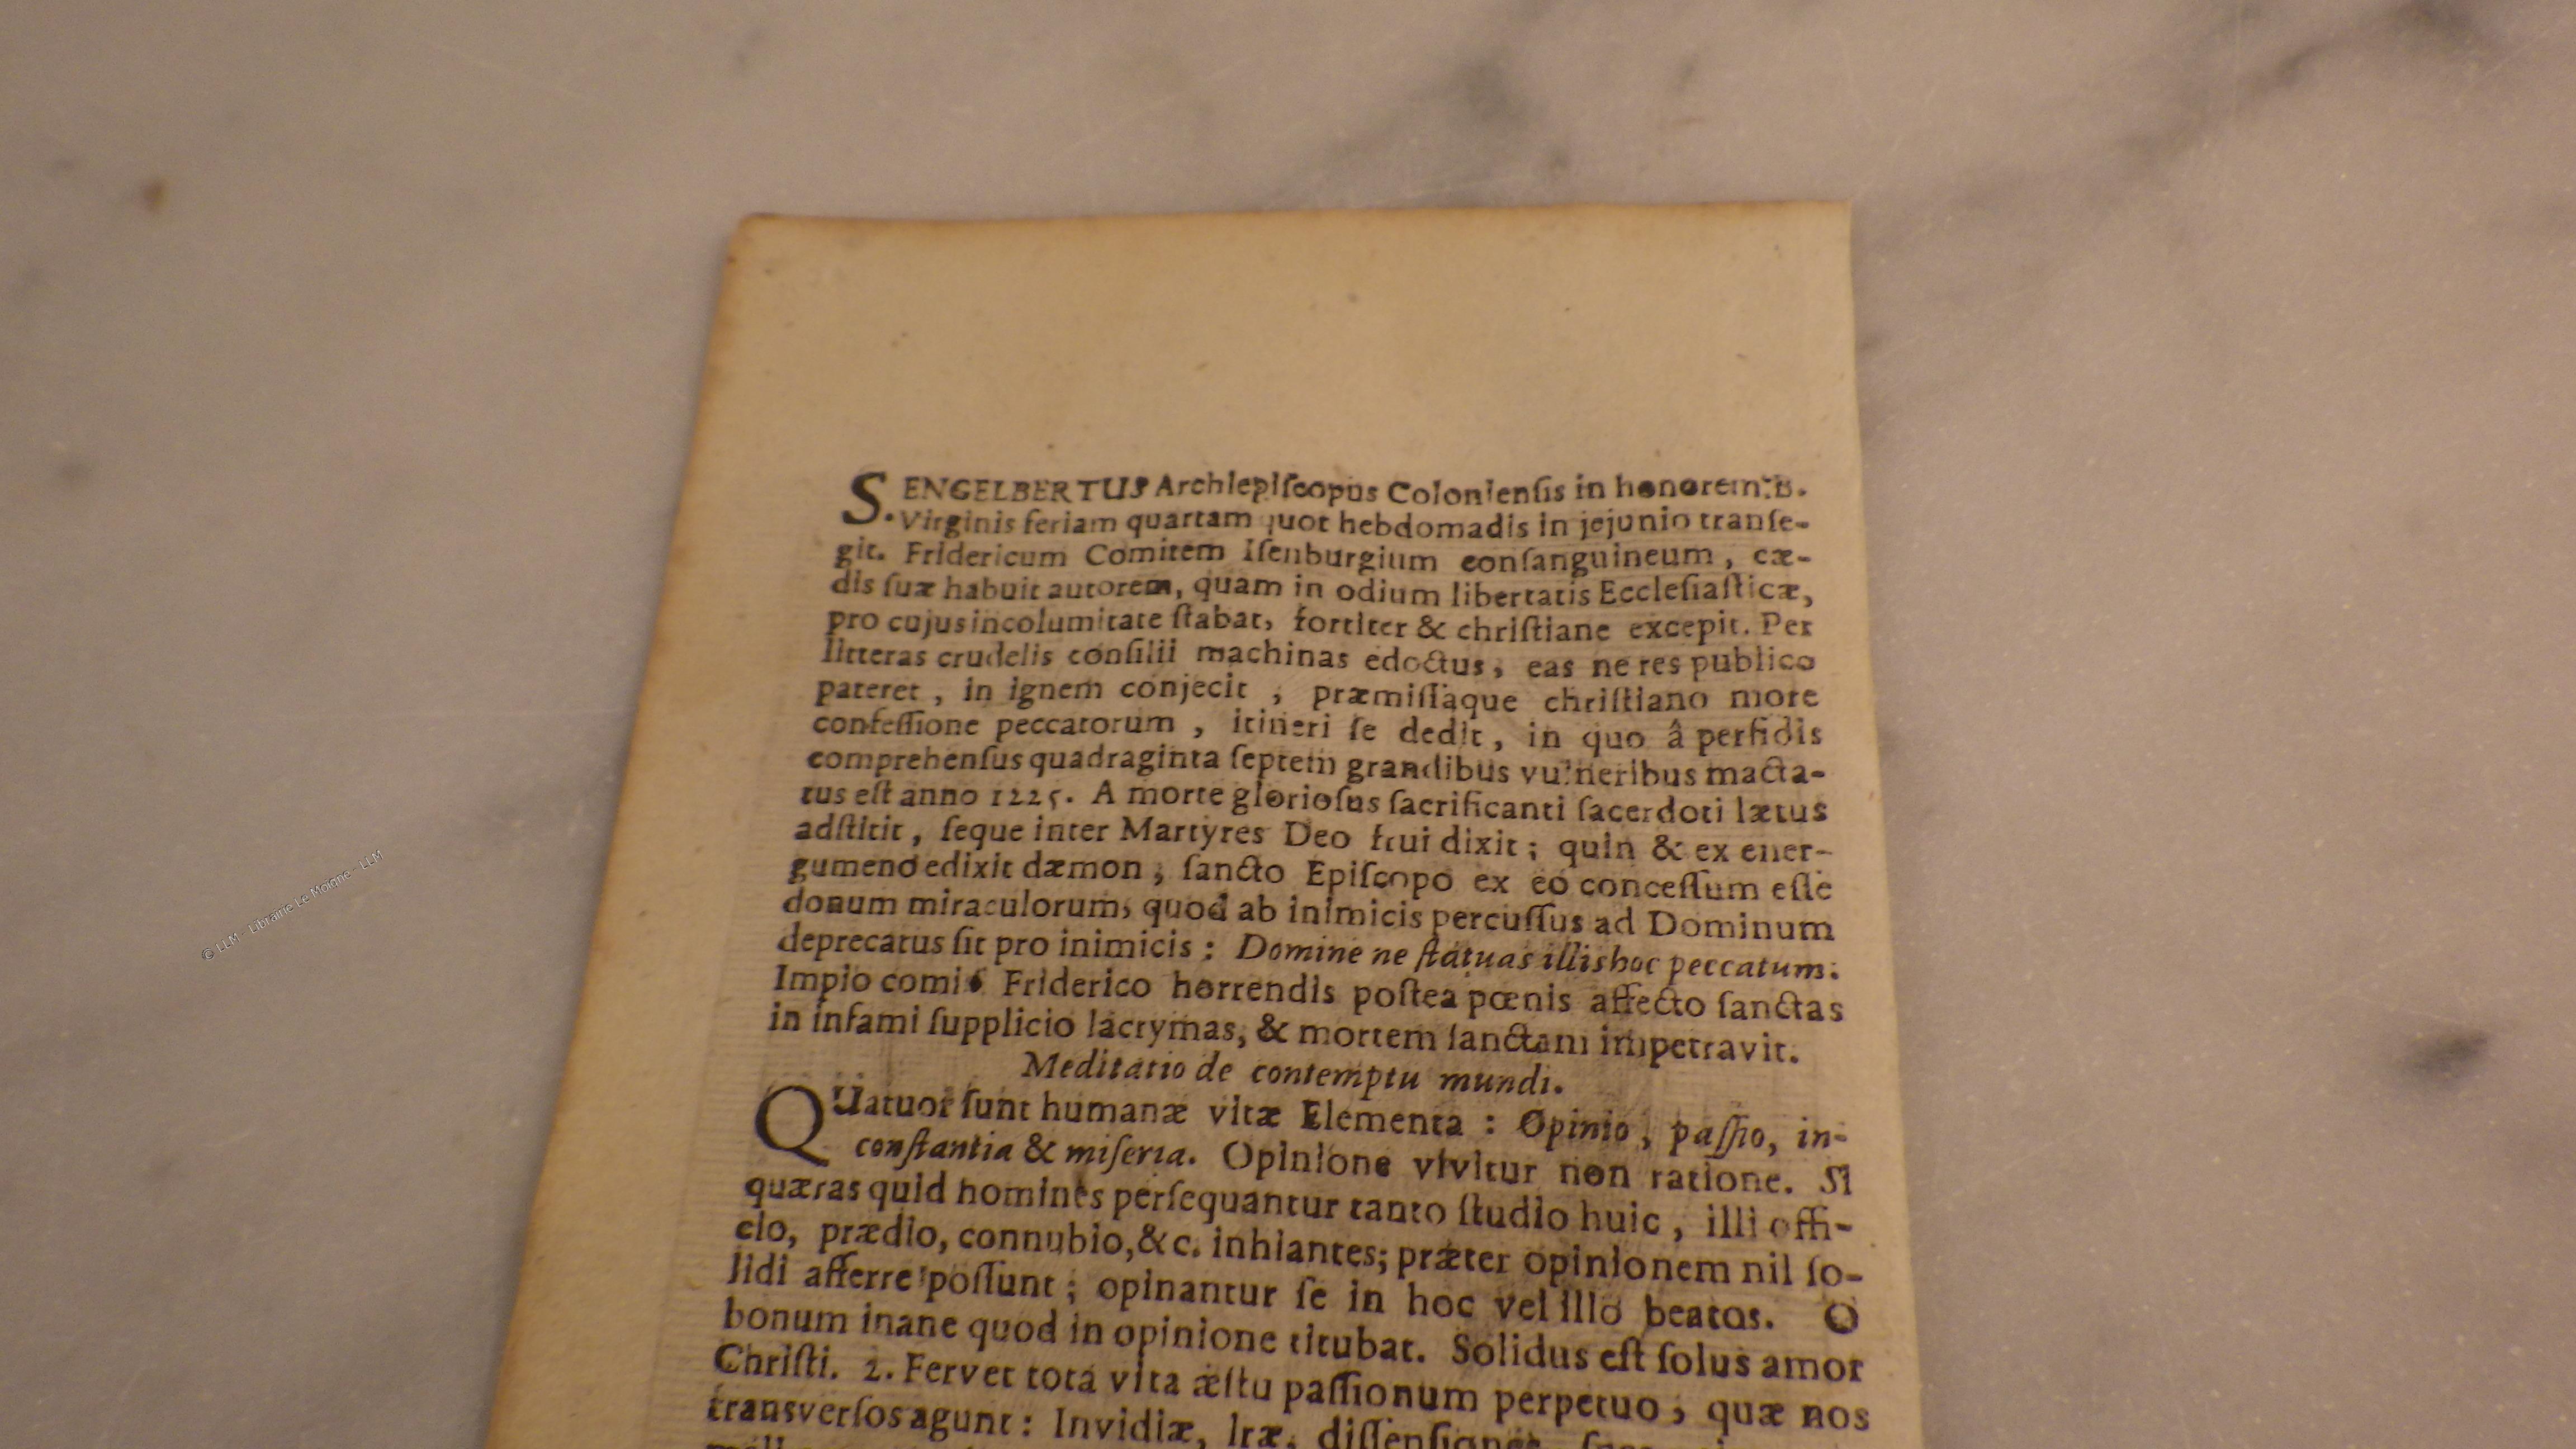 S. ENGELBERTUS Archiepiſcopus Colonienſis in honorem B.
Virginis feriam quartam quot hebdomadis in jejunio tranſe-
git. Fridericum Comitem Iſenburgium conſanguineum, cæ-
dis ſuæ habuit autorem, quam in odium libertatis Eccleſiaſticæ,
pro cujus incolumitate ſtabat, fortiter & chriſtiane excepit. Per
litteras crudelis conſilii machinas edoctus, eas ne res publico
pateret, in ignem conjecit, præmiſſaque chriſtiano more
confeſſione peccatorum, itineri ſe dedit, in quo â perfidis
comprehenſus quadraginta ſeptem grandibus vulneribus macta-
tus eſt anno 1225. A morte glorioſus ſacrificanti ſacerdoti lætus
adſtitit, ſeque inter Martyres Deo frui dixit; quin & ex ener-
gumeno edixit dæmon; ſancto Epiſcopo ex eo conceſſum eſſe
donum miraculorum, quod ab inimicis percuſſus ad Dominum
deprecatus ſit pro inimicis: Domine ne ſtatuas illis hoc peccatum.
Impio Friderico horrendis poſtea pœnis affecto ſanctas
in infami ſupplicio lacrymas, & mortem ſanctam impetravit.
Meditatio de contemptu mundi.
QUatuor ſunt humanæ vitæ Elementa: Opinio, paſſio, in-
conſtantia & miſeria. Opinione vivitur non ratione. Si
quæras quid homines perſequantur tanto ſtudio huic, illi offi-
cio, prædio, connubio, &c. inhiantes; præter opinionem nil ſo-
lidi afferre poſſunt; opinantur ſe in hoc vel illo beatos. O
bonum inane quod in opinione titubat. Solidus eſt ſolus amor
Chriſti. 2. Fervet tota vita æſtu paſſionum perpetuo; quæ nos
transverſos agunt: Invidiæ, Iræ, diſſenſiones,
© LLM - Librairie Le Moigne - LLM